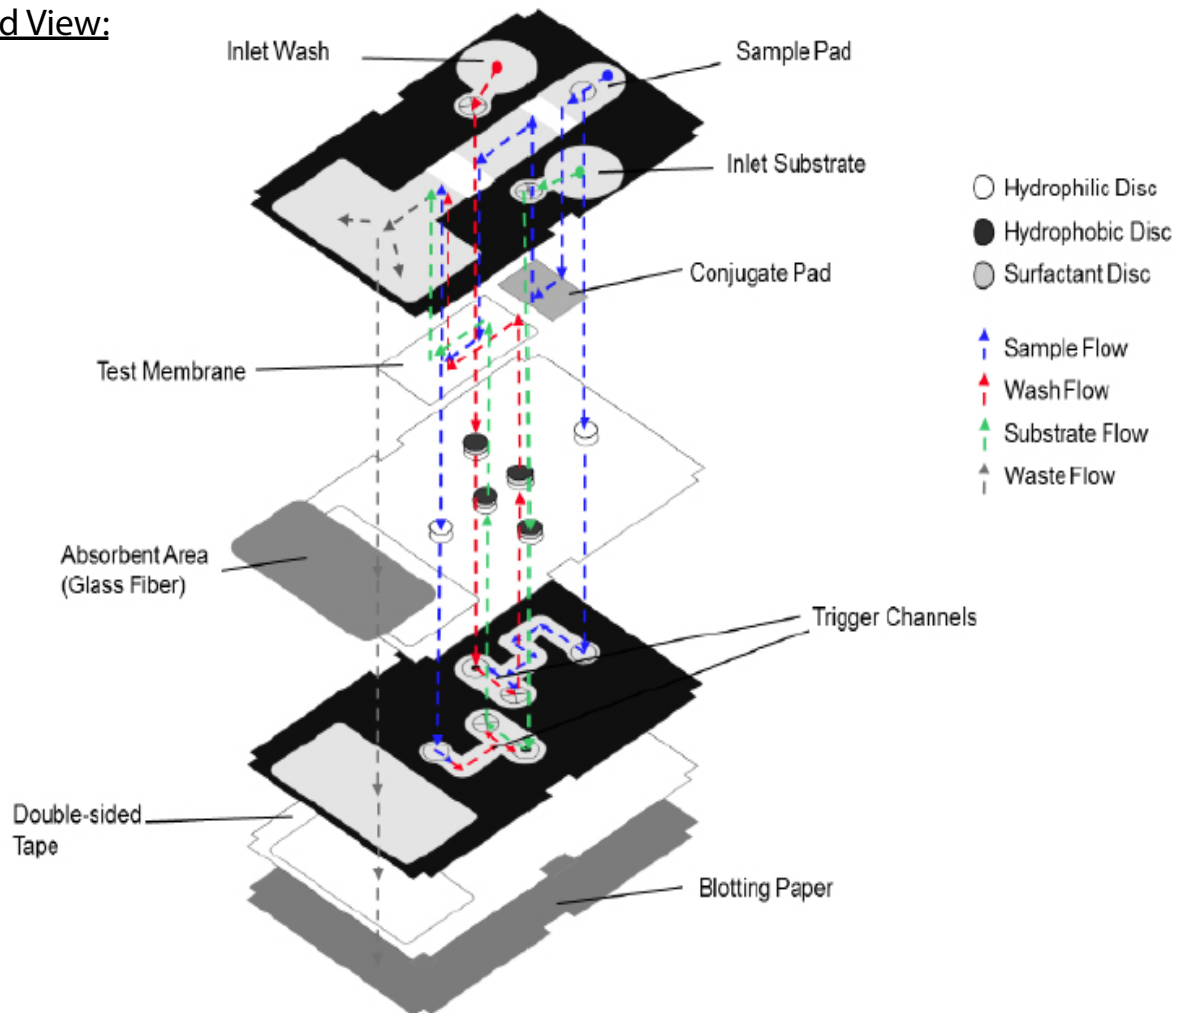 d View:
Inlet Wash
Sample Pad
Inlet Substrate
Hydrophilic Disc
Hydrophobic Disc
Surfactant Disc
Conjugate Pad
Sample Flow
Test Membrane
Wash Flow
Substrate Flow
Waste Flow
Absorbent Area
(Glass Fiber)
Trigger Channels
Double-sided
Tape
Blotting Paper